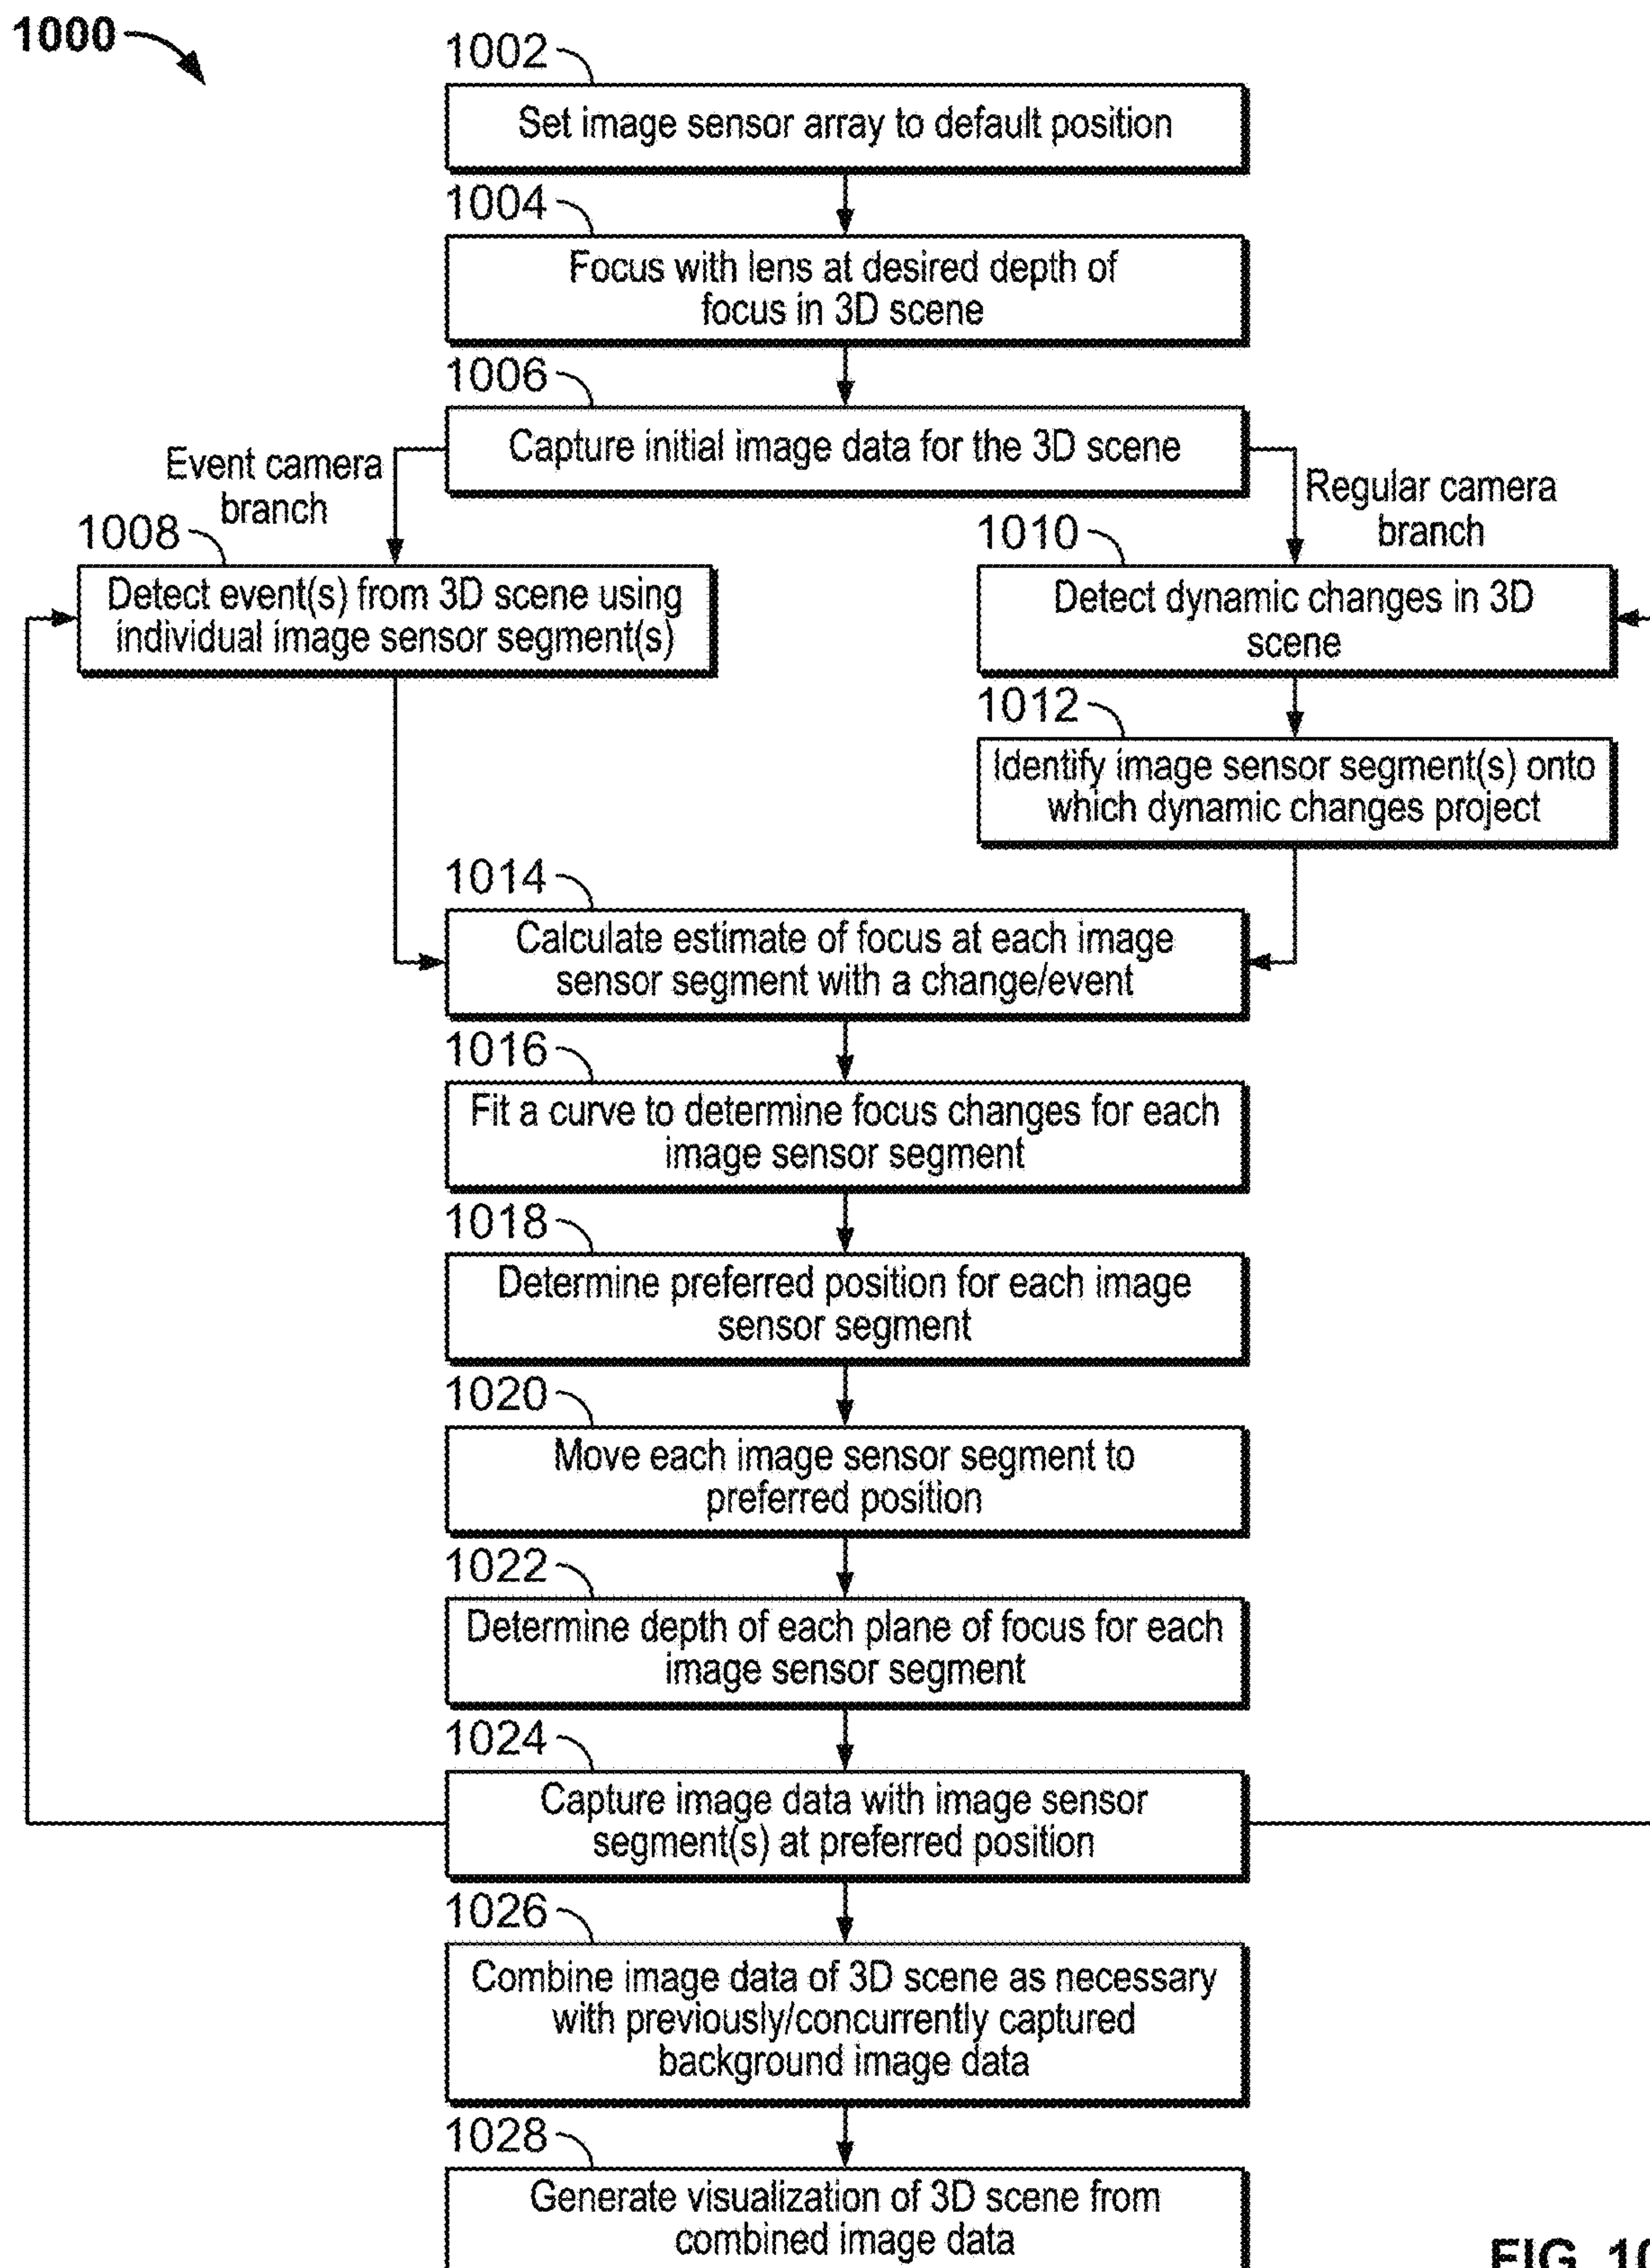 1000
1002
Set image sensor array to default position
1004
Focus with lens at desired depth of
focus in 3D scene
1006
Capture initial image data for the 3D scene
Event camera
branch
Regular camera
branch
1008
Detect event(s) from 3D scene using
individual image sensor segment(s)
1010
Detect dynamic changes in 3D
scene
1012
Identify image sensor segment(s) onto
which dynamic changes project
1014
Calculate estimate of focus at each image
sensor segment with a change/event
1016
Fit a curve to determine focus changes for each
image sensor segment
1018
Determine preferred position for each image
sensor segment
1020
Move each image sensor segment to
preferred position
1022
Determine depth of each plane of focus for each
image sensor segment
1024
Capture image data with image sensor
segment(s) at preferred position
1026
Combine image data of 3D scene as necessary
with previously/concurrently captured
background image data
1028
Generate visualization of 3D scene from
combined image data
FIG. 10